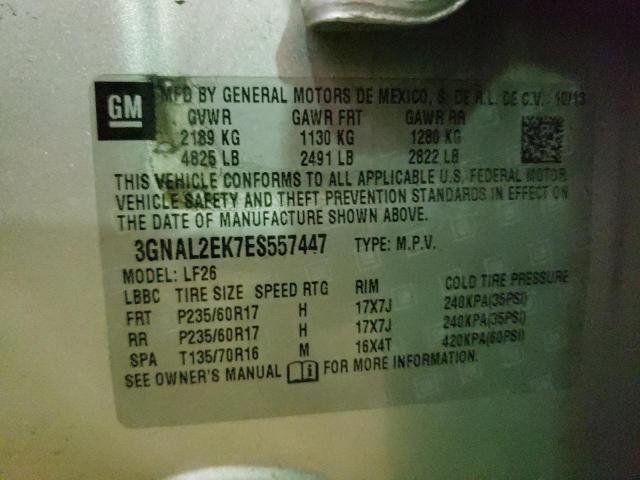 GM
MFD BY GENERAL MOTORS DE MEXICO, S. DE R.L. DE C.V. 10/13
GVWR GAWR FRT GAWR RR
2189 KG 1130 KG 1280 KG
4825 LB 2491 LB 2822 LB
THIS VEHICLE CONFORMS TO ALL APPLICABLE U.S. FEDERAL MOTOR
VEHICLE SAFETY AND THEFT PREVENTION STANDARDS IN EFFECT ON
THE DATE OF MANUFACTURE SHOWN ABOVE.
3GNAL2EK7ES557447 TYPE: M.P.V.
MODEL: LF26
LBBC TIRE SIZE SPEED RTG RIM COLD TIRE PRESSURE
FRT P235/60R17 H 17X7J 240KPA(35PSI)
RR P235/60R17 H 17X7J 240KPA(35PSI)
SPA T135/70R16 M 16X4T 420KPA(60PSI)
SEE OWNER'S MANUAL FOR MORE INFORMATION.